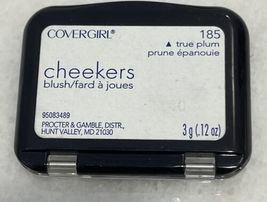 COVERGIRL® 185
▲ true plum
prune épanouie
cheekers
blush/fard à joues
95083489
PROCTER & GAMBLE, DISTR.,
HUNT VALLEY, MD 21030
3 g (.12 oz)